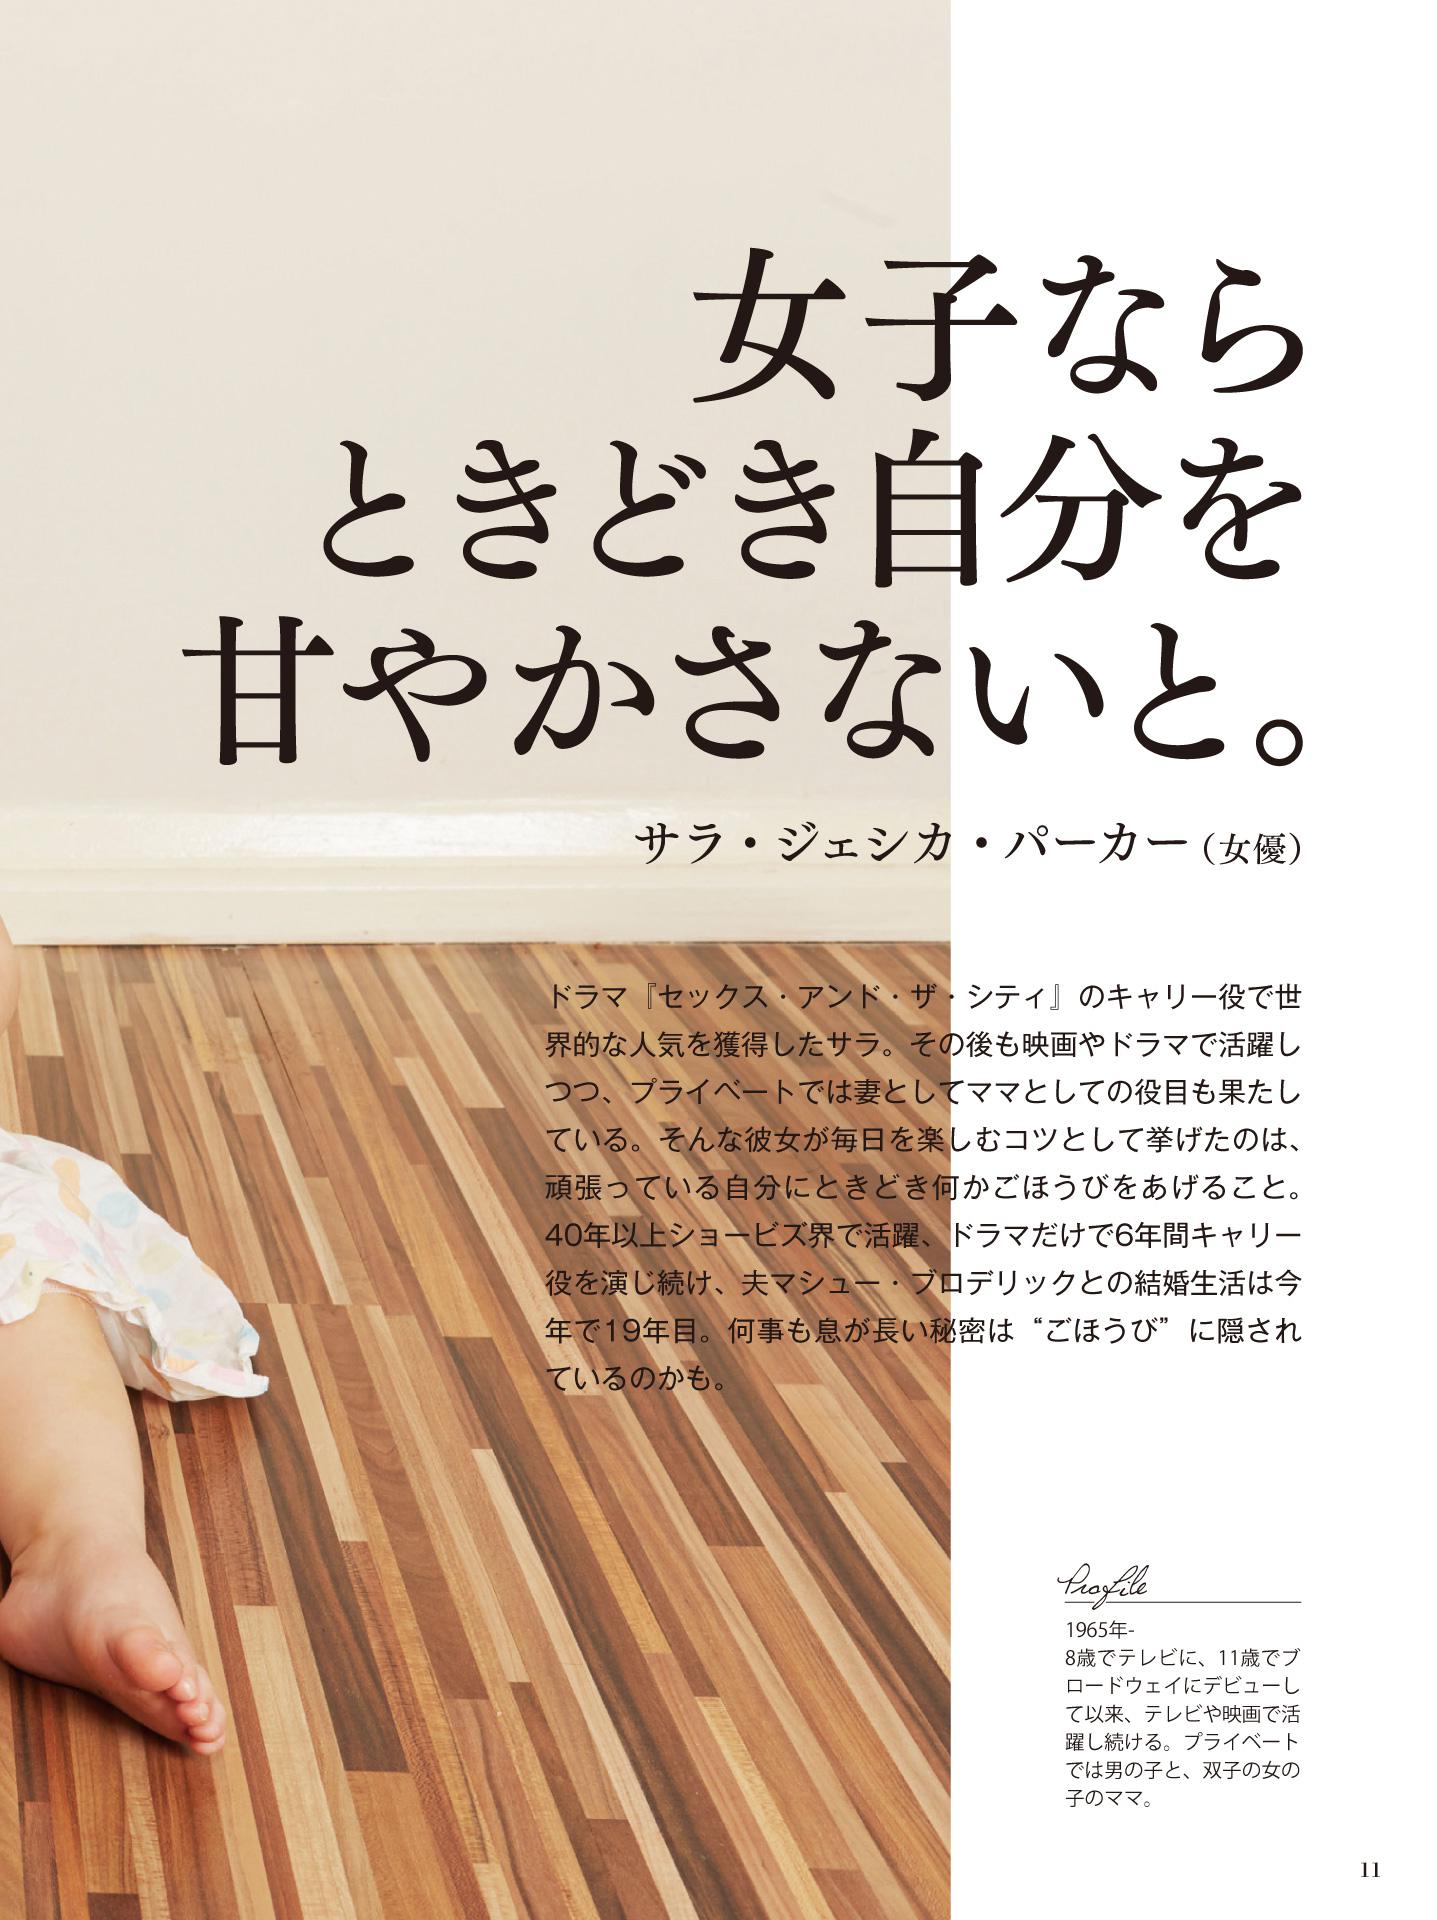 女子なら
ときどき自分を
甘やかさないと。
サラ・ジェシカ・パーカー（女優）
ドラマ『セックス・アンド・ザ・シティ』のキャリー役で世
界的な人気を獲得したサラ。その後も映画やドラマで活躍し
つつ、プライベートでは妻としてママとしての役目も果たし
ている。そんな彼女が毎日を楽しむコツとして挙げたのは、
頑張っている自分にときどき何かごほうびをあげること。
40年以上ショービズ界で活躍、ドラマだけで6年間キャリー
役を演じ続け、夫マシュー・ブロデリックとの結婚生活は今
年で19年目。何事も息が長い秘密は“ごほうび”に隠され
ているのかも。
Profile
1965年-
8歳でテレビに、11歳でブ
ロードウェイにデビューし
て以来、テレビや映画で活
躍し続ける。プライベート
では男の子と、双子の女の
子のママ。
11